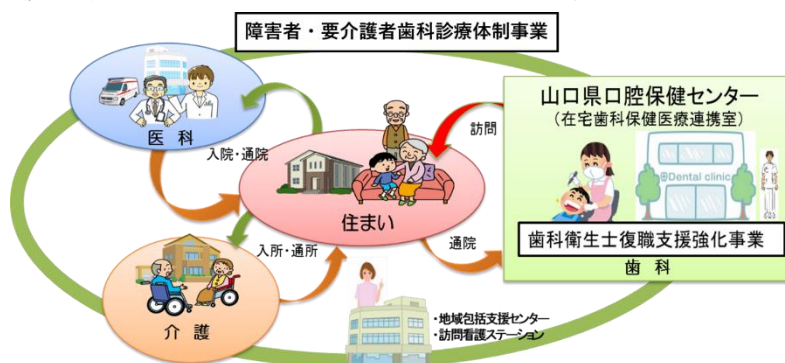 障害者・要介護者歯科診療体制事業
医 科
入院・通院
住まい
訪問
山口県口腔保健センター
(在宅歯科保健医療連携室)
Dental clinic
歯科衛生士復職支援強化事業
歯 科
通院
入所・通所
介 護
・地域包括支援センター
・訪問看護ステーション